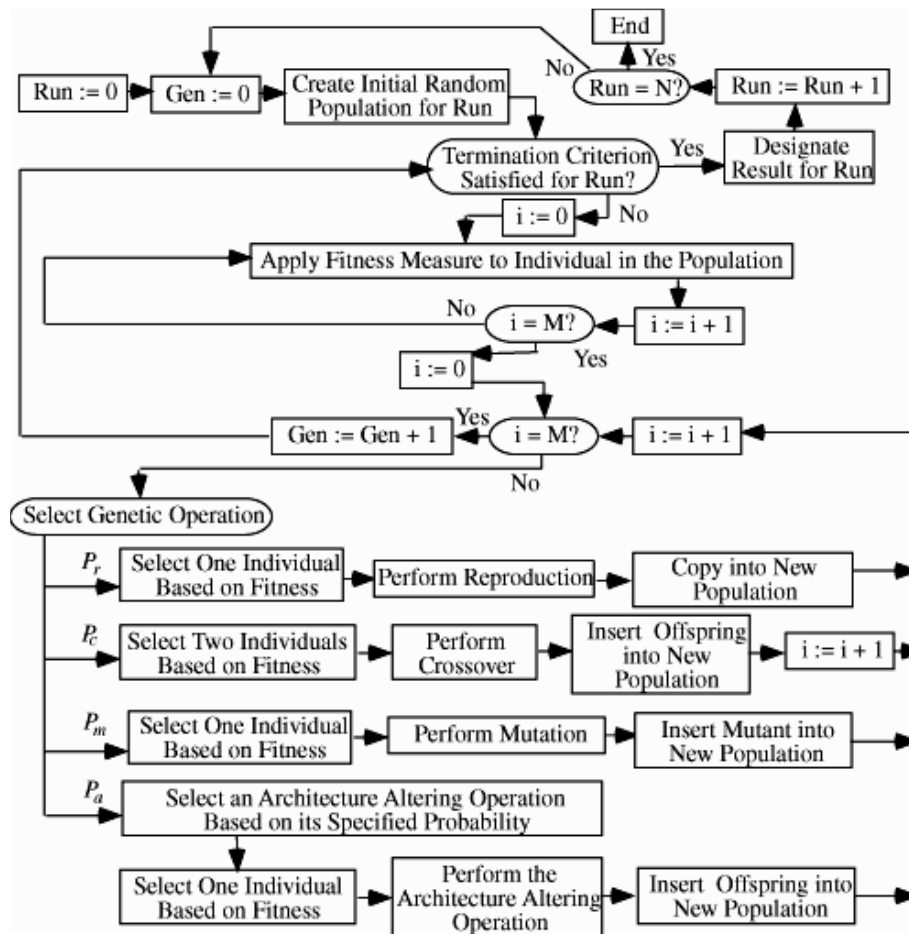 End
No
Yes
Run := 0
Gen := 0
Create Initial Random
Population for Run
Run = N?
Run := Run + 1
Termination Criterion
Satisfied for Run?
Yes
Designate
Result for Run
i := 0
No
Apply Fitness Measure to Individual in the Population
No
i = M?
i := i + 1
Yes
i := 0
Gen := Gen + 1
Yes
i = M?
i := i + 1
No
Select Genetic Operation
Pr
Select One Individual
Based on Fitness
Perform Reproduction
Copy into New
Population
Pc
Select Two Individuals
Based on Fitness
Perform
Crossover
Insert Offspring
into New
Population
i := i + 1
Pm
Select One Individual
Based on Fitness
Perform Mutation
Insert Mutant into
New Population
Pa
Select an Architecture Altering Operation
Based on its Specified Probability
Select One Individual
Based on Fitness
Perform the
Architecture Altering
Operation
Insert Offspring into
New Population